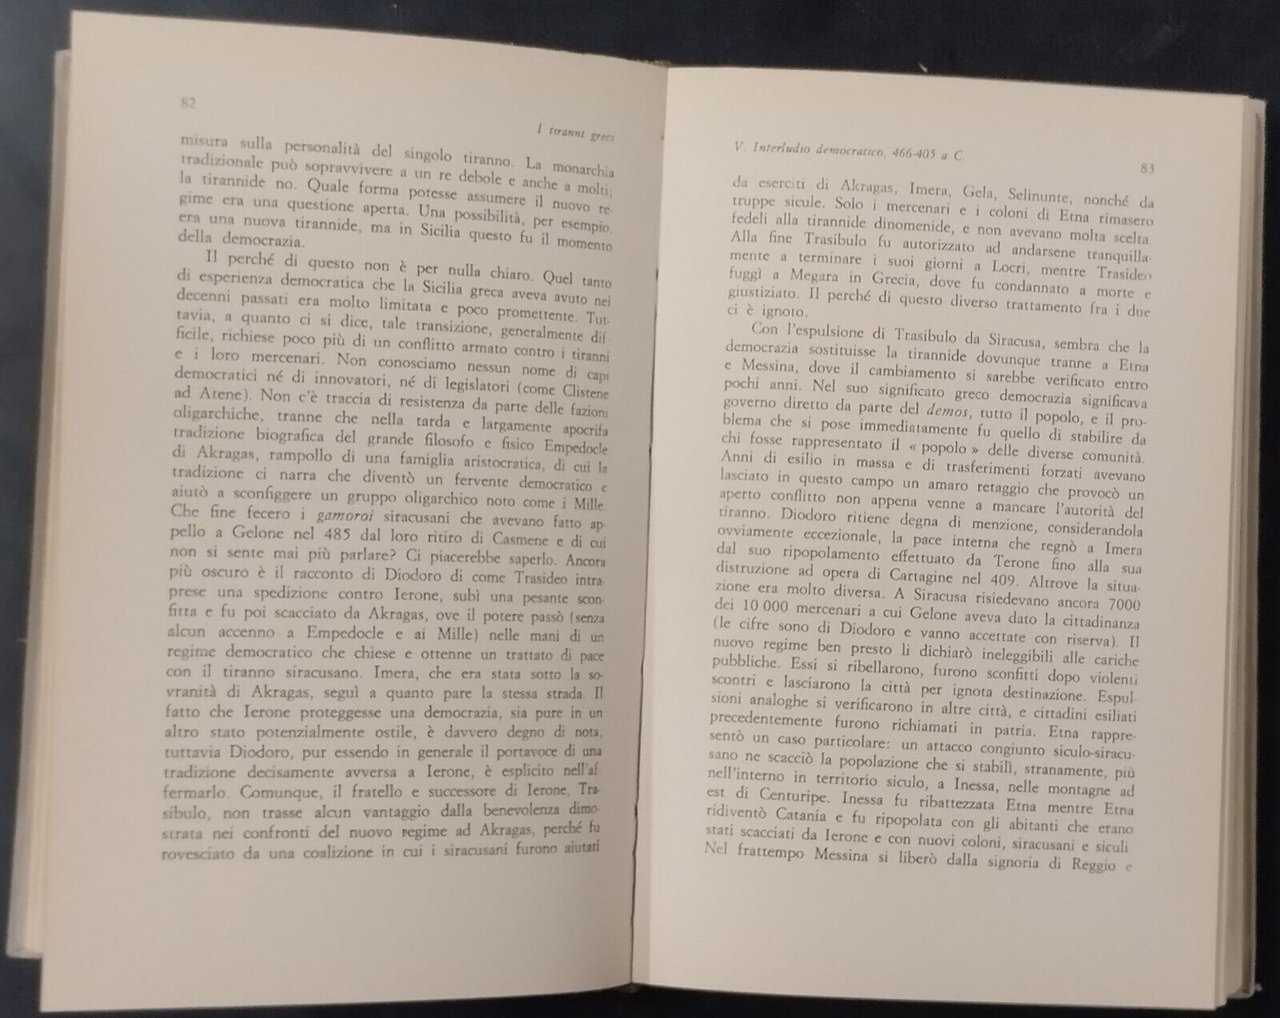 82
I tiranni greci
misura sulla personalità del singolo tiranno. La monarchia
tradizionale può sopravvivere a un re debole e anche a molti;
la tirannide no. Quale forma potesse assumere il nuovo re-
gime era una questione aperta. Una possibilità, per esempio,
era una nuova tirannide, ma in Sicilia questo fu il momento
della democrazia.
Il perché di questo non è per nulla chiaro. Quel tanto
di esperienza democratica che la Sicilia greca aveva avuto nei
decenni passati era molto limitata e poco promettente. Tut-
tavia, a quanto ci si dice, tale transizione, generalmente dif-
ficile, richiese poco più di un conflitto armato contro i tiranni
e i loro mercenari. Non conosciamo nessun nome di capi
democratici né di innovatori, né di legislatori (come Clistene
ad Atene). Non c'è traccia di resistenza da parte delle fazioni
oligarchiche, tranne che nella tarda e largamente apocrifa
tradizione biografica del grande filosofo e fisico Empedocle
di Akragas, rampollo di una famiglia aristocratica, di cui la
tradizione ci narra che diventò un fervente democratico e
aiutò a sconfiggere un gruppo oligarchico noto come i Mille.
Che fine fecero i gamoroi siracusani che avevano fatto ap-
pello a Gelone nel 485 dal loro ritiro di Casmene e di cui
non si sente mai più parlare? Ci piacerebbe saperlo. Ancora
più oscuro è il racconto di Diodoro di come Trasideo intra-
prese una spedizione contro Ierone, subì una pesante scon-
fitta e fu poi scacciato da Akragas, ove il potere passò (senza
alcun accenno a Empedocle e ai Mille) nelle mani di un
regime democratico che chiese e ottenne un trattato di pace
con il tiranno siracusano. Imera, che era stata sotto la so-
vranità di Akragas, seguì a quanto pare la stessa strada. Il
fatto che Ierone proteggesse una democrazia, sia pure in un
altro stato potenzialmente ostile, è davvero degno di nota,
tuttavia Diodoro, pur essendo in generale il portavoce di una
tradizione decisamente avversa a Ierone, è esplicito nell'af-
fermarlo. Comunque, il fratello e successore di Ierone, Tra-
sibulo, non trasse alcun vantaggio dalla benevolenza dimo-
strata nei confronti del nuovo regime ad Akragas, perché fu
rovesciato da una coalizione in cui i siracusani furono aiutati
V. Interludio democratico, 466-405 a C.
83
da eserciti di Akragas, Imera, Gela, Selinunte, nonché da
truppe sicule. Solo i mercenari e i coloni di Etna rimasero
fedeli alla tirannide dinomenide, e non avevano molta scelta
Alla fine Trasibulo fu autorizzato ad andarsene tranquilla-
mente a terminare i suoi giorni a Locri, mentre Trasideo
fuggì a Megara in Grecia, dove fu condannato a morte e
giustiziato. Il perché di questo diverso trattamento fra i due
ci è ignoto.
Con l'espulsione di Trasibulo da Siracusa, sembra che la
democrazia sostituisse la tirannide dovunque tranne a Etna
e Messina, dove il cambiamento si sarebbe verificato entro
pochi anni. Nel suo significato greco democrazia significava
governo diretto da parte del demos, tutto il popolo, e il pro-
blema che si pose immediatamente fu quello di stabilire da
chi fosse rappresentato il « popolo » delle diverse comunità.
Anni di esilio in massa e di trasferimenti forzati avevano
lasciato in questo campo un amaro retaggio che provocò un
aperto conflitto non appena venne a mancare l'autorità del
tiranno. Diodoro ritiene degna di menzione, considerandola
ovviamente eccezionale, la pace interna che regnò a Imera
dal suo ripopolamento effettuato da Terone fino alla sua
distruzione ad opera di Cartagine nel 409. Altrove la situa-
zione era molto diversa. A Siracusa risiedevano ancora 7000
dei 10 000 mercenari a cui Gelone aveva dato la cittadinanza
(le cifre sono di Diodoro e vanno accettate con riserva). Il
nuovo regime ben presto li dichiarò ineleggibili alle cariche
pubbliche. Essi si ribellarono, furono sconfitti dopo violenti
scontri e lasciarono la città per ignota destinazione. Espul-
sioni analoghe si verificarono in altre città, e cittadini esiliati
precedentemente furono richiamati in patria. Etna rappre-
sentò un caso particolare: un attacco congiunto siculo-siracu-
sano ne scacciò la popolazione che si stabilì, stranamente, più
nell'interno in territorio siculo, a Inessa, nelle montagne ad
est di Centuripe. Inessa fu ribattezzata Etna mentre Etna
ridiventò Catania e fu ripopolata con gli abitanti che erano
stati scacciati da Ierone e con nuovi coloni, siracusani e siculi.
Nel frattempo Messina si liberò dalla signoria di Reggio e